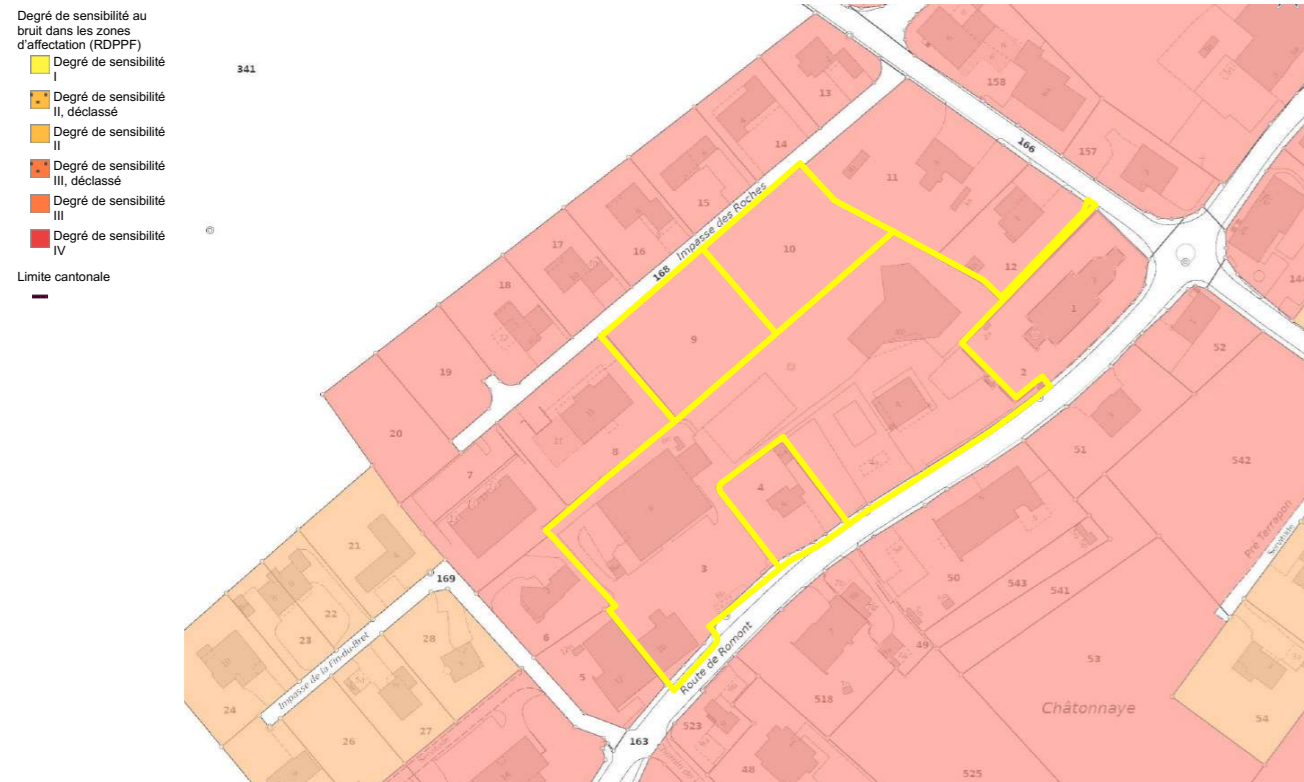 Degré de sensibilité au
bruit dans les zones
d'affectation (RDPPF)
Degré de sensibilité
I
Degré de sensibilité
II, déclassé
Degré de sensibilité
II
Degré de sensibilité
III, déclassé
Degré de sensibilité
III
Degré de sensibilité
IV
Limite cantonale
341
13
158
14
166
157
11
15
Impasse des Roches
10
16
17
168
12
18
144
1
9
19
2
52
20
51
8
542
7
4
Pré Terrapon
Servitude
21
3
50
543
541
169
22
23
28
6
49
53
Impasse de la Fin-du-Bret
5
Route de Romont
24
27
518
Châtonnaye
54
26
163
523
48
525